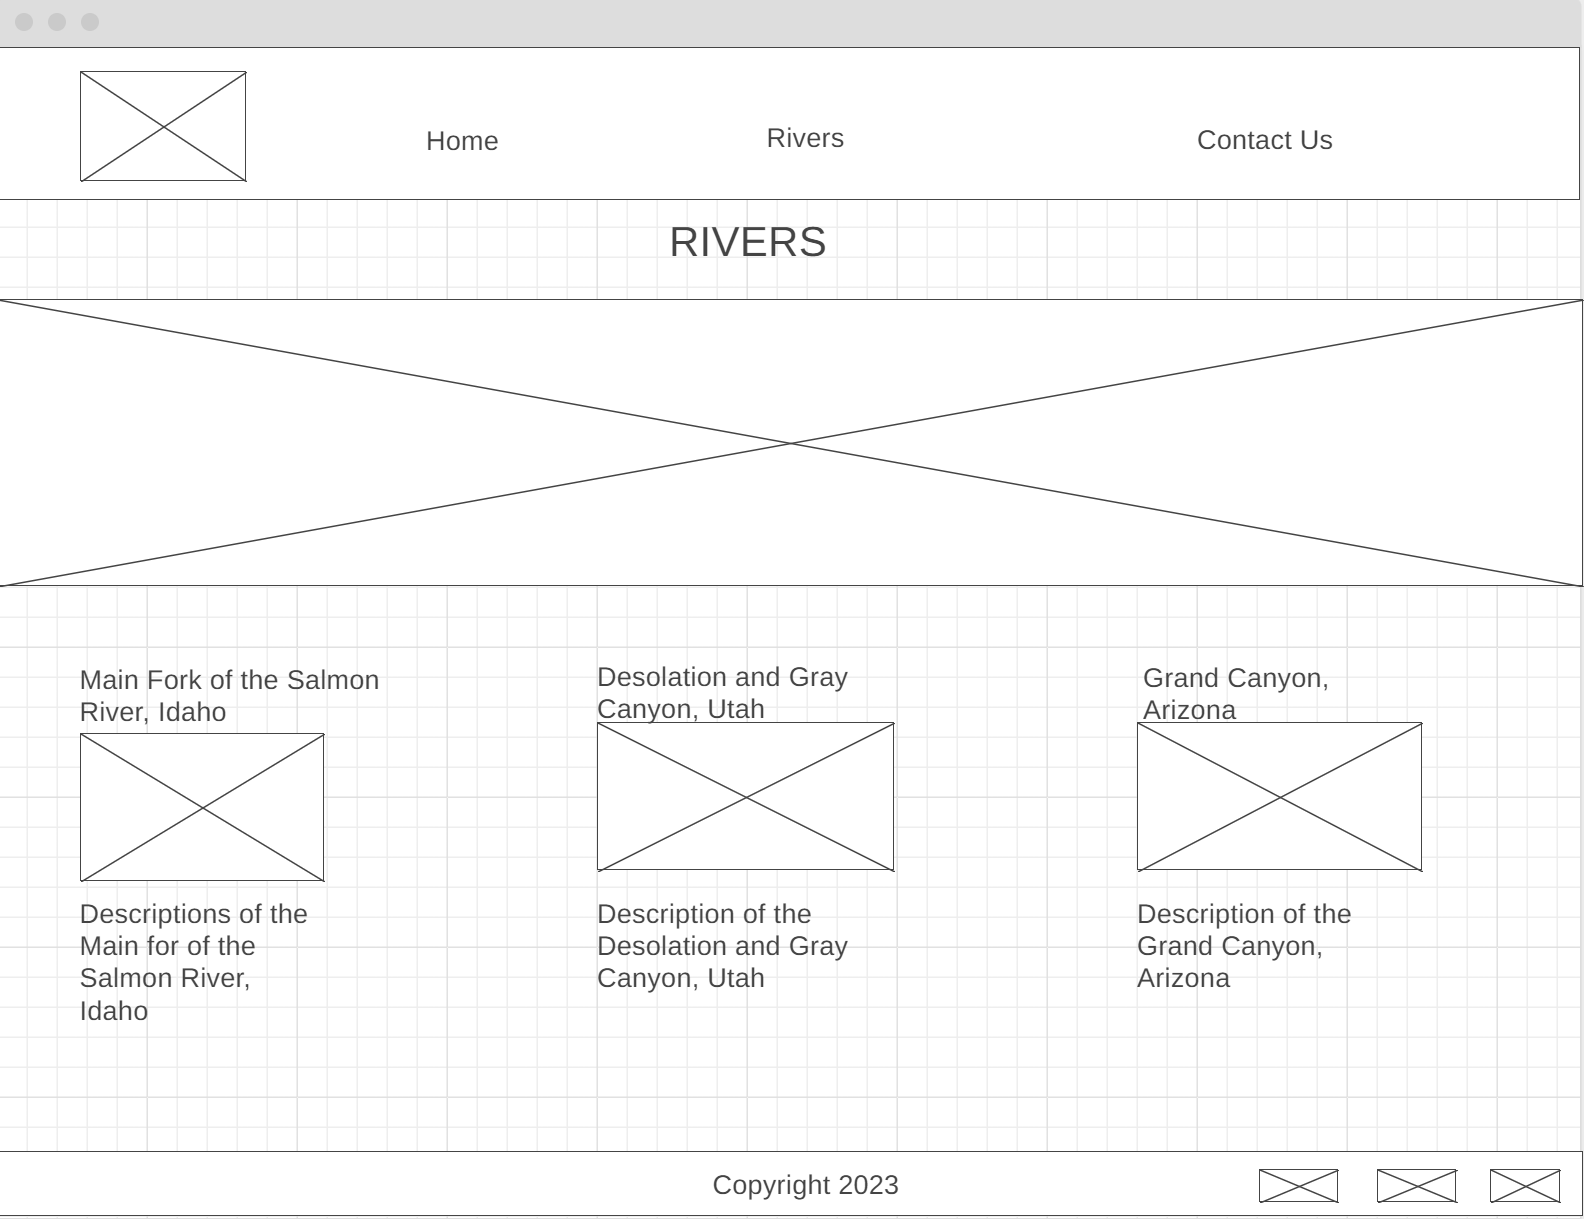 Home
Rivers
Contact Us
RIVERS
Main Fork of the Salmon
River, Idaho
Desolation and Gray
Canyon, Utah
Grand Canyon,
Arizona
Descriptions of the
Main for of the
Salmon River,
Idaho
Description of the
Desolation and Gray
Canyon, Utah
Description of the
Grand Canyon,
Arizona
Copyright 2023